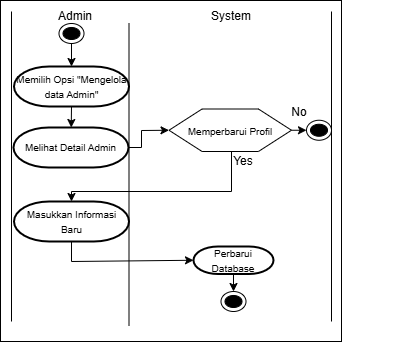 Admin
System
Memilih Opsi "Mengelola
data Admin"
Melihat Detail Admin
Memperbarui Profil
No
Yes
Masukkan Informasi
Baru
Perbarui
Database